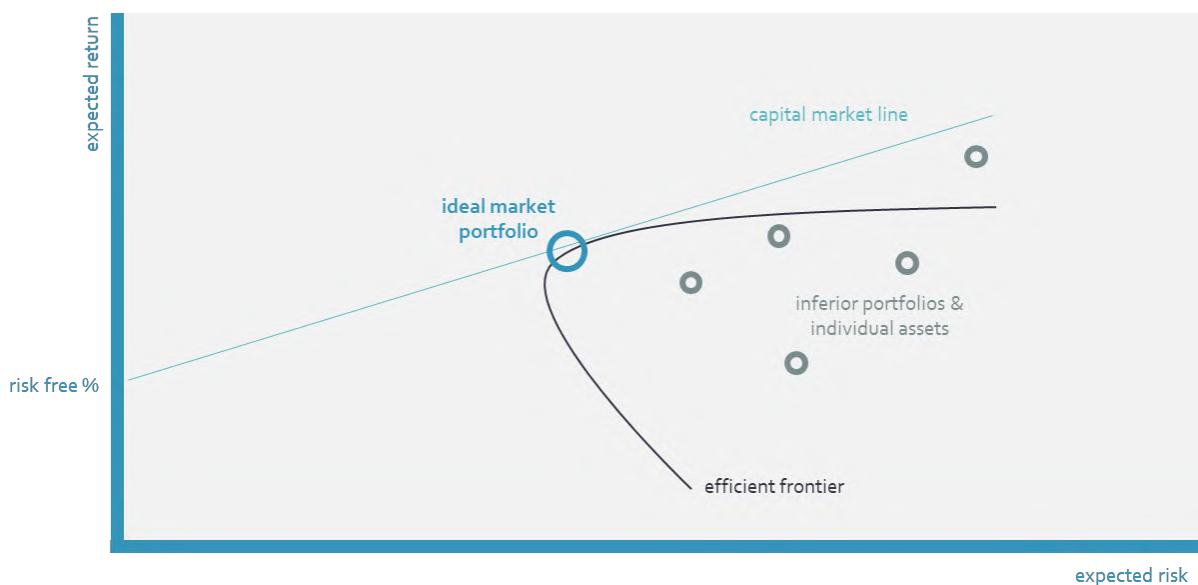 expected return
capital market line
ideal market
portfolio
inferior portfolios &
individual assets
risk free %
efficient frontier
expected risk